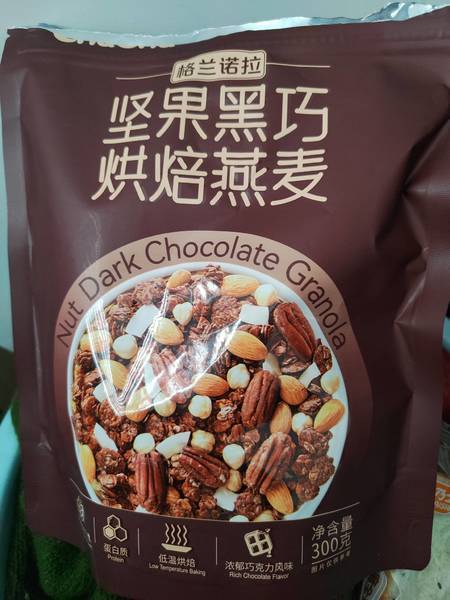 格兰诺拉
坚果黑巧
烘焙燕麦
Nut Dark Chocolate Granola
蛋白质
Protein
低温烘焙
Low Temperature Baking
浓郁巧克力风味
Rich Chocolate Flavor
净含量
300克